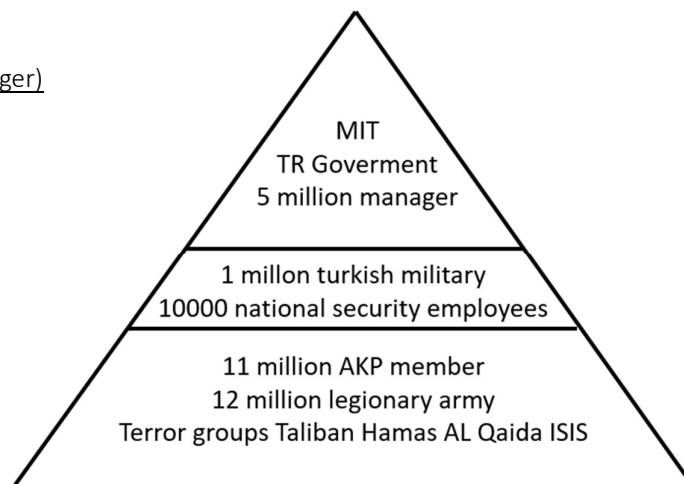 ger)
MIT
TR Goverment
5 million manager
1 millon turkish military
10000 national security employees
11 million AKP member
12 million legionary army
Terror groups Taliban Hamas AL Qaida ISIS